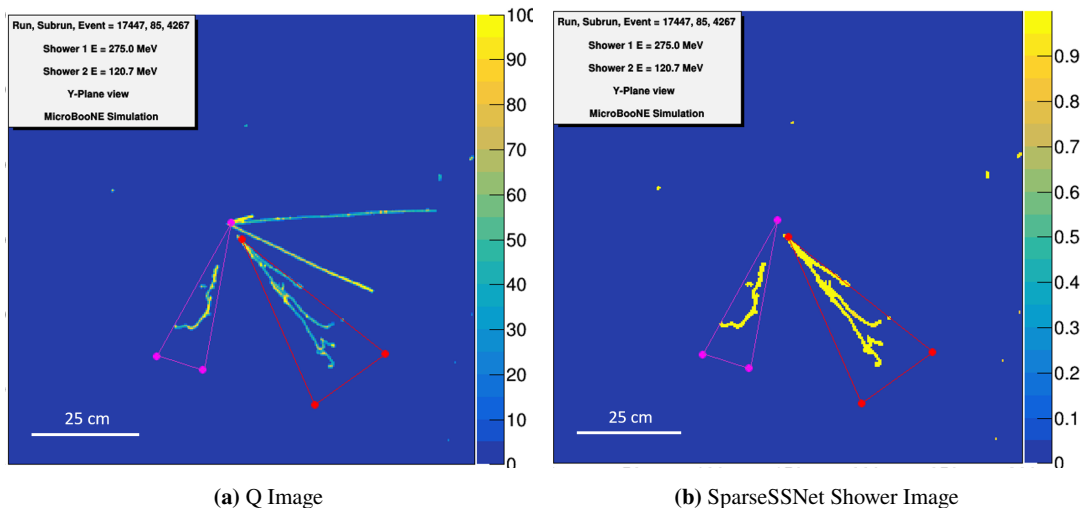 Run, Subrun, Event = 17447, 85, 4267
Shower 1 E = 275.0 MeV
Shower 2 E = 120.7 MeV
Y-Plane view
MicroBooNE Simulation
25 cm
100
90
80
70
60
50
40
30
20
10
0
(a) Q Image
Run, Subrun, Event = 17447, 85, 4267
Shower 1 E = 275.0 MeV
Shower 2 E = 120.7 MeV
Y-Plane view
MicroBooNE Simulation
25 cm
0.9
0.8
0.7
0.6
0.5
0.4
0.3
0.2
0.1
0
(b) SparseSSNet Shower Image